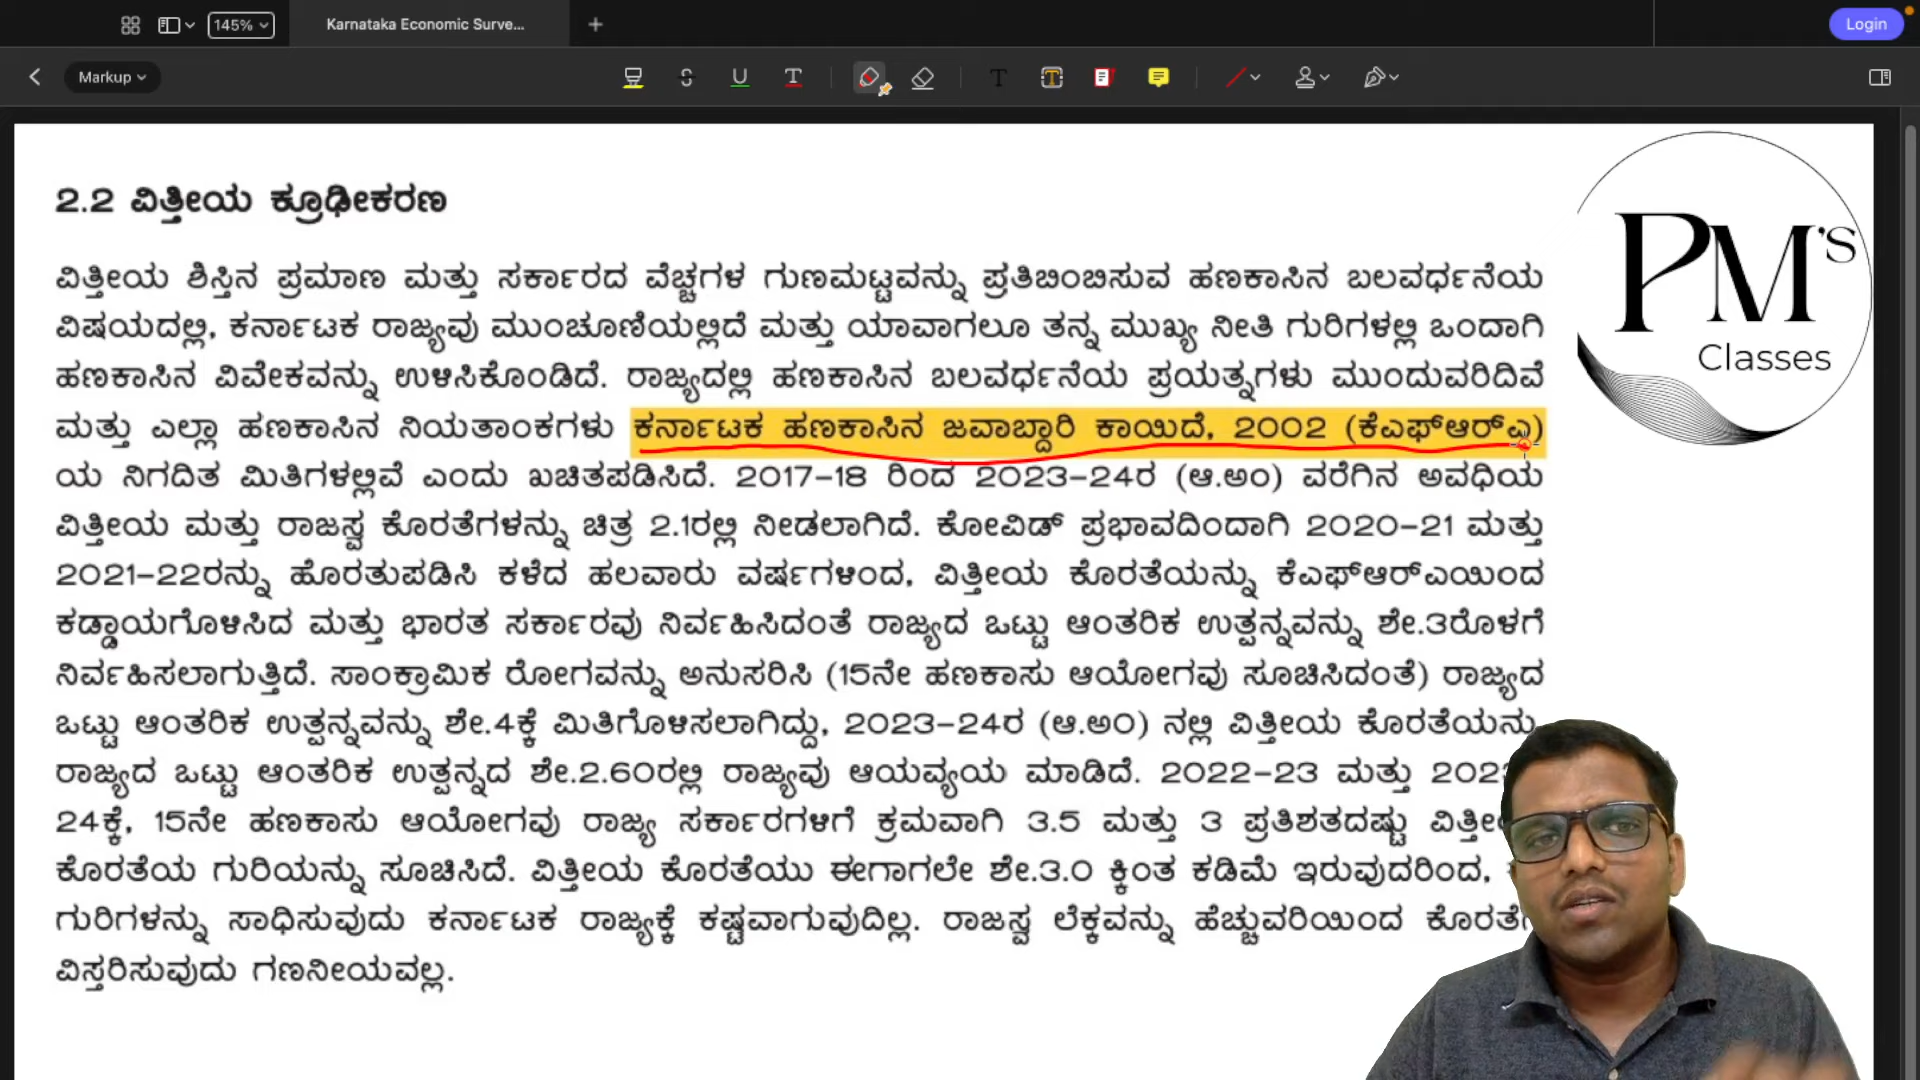 145%
Karnataka Economic Surve...
Login
Markup
PM's
Classes
2.2 ವಿತ್ತೀಯ ಕ್ರೂಢೀಕರಣ
ವಿತ್ತೀಯ ಶಿಸ್ತಿನ ಪ್ರಮಾಣ ಮತ್ತು ಸರ್ಕಾರದ ವೆಚ್ಚಗಳ ಗುಣಮಟ್ಟವನ್ನು ಪ್ರತಿಬಿಂಬಿಸುವ ಹಣಕಾಸಿನ ಬಲವರ್ಧನೆಯ
ವಿಷಯದಲ್ಲಿ, ಕರ್ನಾಟಕ ರಾಜ್ಯವು ಮುಂಚೂಣಿಯಲ್ಲಿದೆ ಮತ್ತು ಯಾವಾಗಲೂ ತನ್ನ ಮುಖ್ಯ ನೀತಿ ಗುರಿಗಳಲ್ಲಿ ಒಂದಾಗಿ
ಹಣಕಾಸಿನ ವಿವೇಕವನ್ನು ಉಳಿಸಿಕೊಂಡಿದೆ. ರಾಜ್ಯದಲ್ಲಿ ಹಣಕಾಸಿನ ಬಲವರ್ಧನೆಯ ಪ್ರಯತ್ನಗಳು ಮುಂದುವರಿದಿವೆ
ಮತ್ತು ಎಲ್ಲಾ ಹಣಕಾಸಿನ ನಿಯತಾಂಕಗಳು ಕರ್ನಾಟಕ ಹಣಕಾಸಿನ ಜವಾಬ್ದಾರಿ ಕಾಯಿದೆ, 2002 (ಕೆಎಫ್‌ಆರ್‌ಎ)
ಯ ನಿಗದಿತ ಮಿತಿಗಳಲ್ಲಿವೆ ಎಂದು ಖಚಿತಪಡಿಸಿದೆ. 2017-18 ರಿಂದ 2023-24ರ (ಆ.ಅಂ) ವರೆಗಿನ ಅವಧಿಯ
ವಿತ್ತೀಯ ಮತ್ತು ರಾಜಸ್ವ ಕೊರತೆಗಳನ್ನು ಚಿತ್ರ 2.1ರಲ್ಲಿ ನೀಡಲಾಗಿದೆ. ಕೋವಿಡ್ ಪ್ರಭಾವದಿಂದಾಗಿ 2020-21 ಮತ್ತು
2021-22ರನ್ನು ಹೊರತುಪಡಿಸಿ ಕಳೆದ ಹಲವಾರು ವರ್ಷಗಳಿಂದ, ವಿತ್ತೀಯ ಕೊರತೆಯನ್ನು ಕೆಎಫ್‌ಆರ್‌ಎಯಿಂದ
ಕಡ್ಡಾಯಗೊಳಿಸಿದ ಮತ್ತು ಭಾರತ ಸರ್ಕಾರವು ನಿರ್ವಹಿಸಿದಂತೆ ರಾಜ್ಯದ ಒಟ್ಟು ಆಂತರಿಕ ಉತ್ಪನ್ನವನ್ನು ಶೇ.3ರೊಳಗೆ
ನಿರ್ವಹಿಸಲಾಗುತ್ತಿದೆ. ಸಾಂಕ್ರಾಮಿಕ ರೋಗವನ್ನು ಅನುಸರಿಸಿ (15ನೇ ಹಣಕಾಸು ಆಯೋಗವು ಸೂಚಿಸಿದಂತೆ) ರಾಜ್ಯದ
ಒಟ್ಟು ಆಂತರಿಕ ಉತ್ಪನ್ನವನ್ನು ಶೇ.4ಕ್ಕೆ ಮಿತಿಗೊಳಿಸಲಾಗಿದ್ದು, 2023-24ರ (ಆ.ಅಂ) ನಲ್ಲಿ ವಿತ್ತೀಯ ಕೊರತೆಯನ್ನು
ರಾಜ್ಯದ ಒಟ್ಟು ಆಂತರಿಕ ಉತ್ಪನ್ನದ ಶೇ.2.60ರಲ್ಲಿ ರಾಜ್ಯವು ಆಯವ್ಯಯ ಮಾಡಿದೆ. 2022-23 ಮತ್ತು
24ಕ್ಕೆ, 15ನೇ ಹಣಕಾಸು ಆಯೋಗವು ರಾಜ್ಯ ಸರ್ಕಾರಗಳಿಗೆ ಕ್ರಮವಾಗಿ 3.5 ಮತ್ತು 3 ಪ್ರತಿಶತದಷ್ಟು
ಕೊರತೆಯ ಗುರಿಯನ್ನು ಸೂಚಿಸಿದೆ. ವಿತ್ತೀಯ ಕೊರತೆಯು ಈಗಾಗಲೇ ಶೇ.3.0 ಕ್ಕಿಂತ ಕಡಿಮೆ ಇರುವುದರಿಂದ,
ಗುರಿಗಳನ್ನು ಸಾಧಿಸುವುದು ಕರ್ನಾಟಕ ರಾಜ್ಯಕ್ಕೆ ಕಷ್ಟವಾಗುವುದಿಲ್ಲ. ರಾಜಸ್ವ ಲೆಕ್ಕವನ್ನು ಹೆಚ್ಚುವರಿಯಿಂದ
ವಿಸ್ತರಿಸುವುದು ಗಣನೀಯವಲ್ಲ.